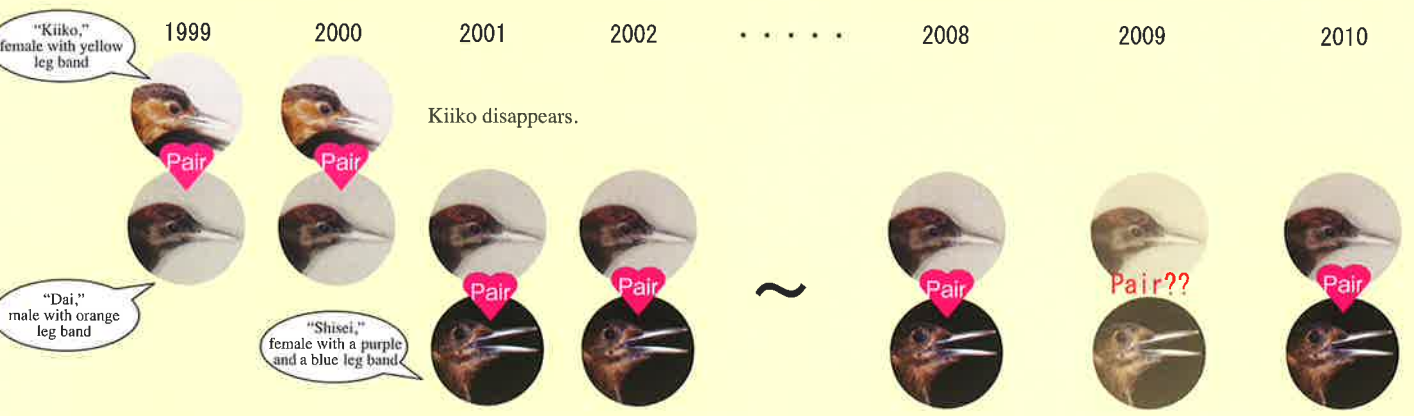 "Kiiko,"
female with yellow
leg band
1999
2000
2001
2002
. . . . .
2008
2009
2010
Kiiko disappears.
Pair
Pair
"Dai,"
male with orange
leg band
"Shisei,"
female with a purple
and a blue leg band
Pair
Pair
~
Pair
Pair??
Pair